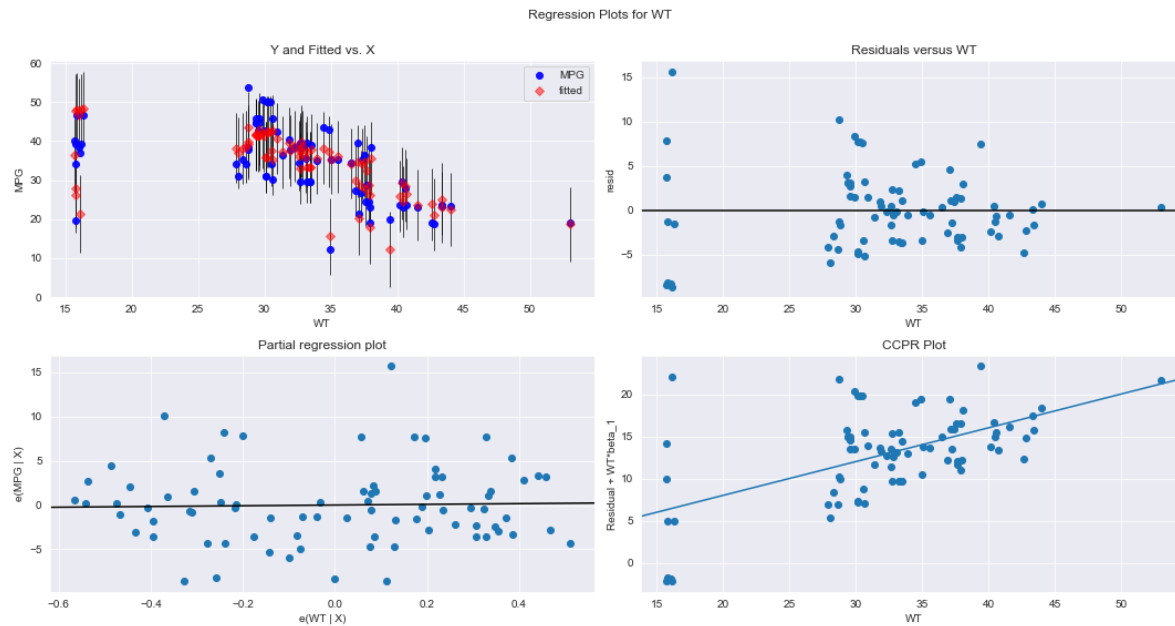 Regression Plots for WT
Y and Fitted vs. X
MPG
60
50
40
30
20
10
0
MPG
fitted
15 20 25 30 35 40 45 50
WT
Residuals versus WT
resid
15
10
5
0
−5
15 20 25 30 35 40 45 50
WT
Partial regression plot
e(MPG | X)
15
10
5
0
−5
−0.6 −0.4 −0.2 0.0 0.2 0.4
e(WT | X)
CCPR Plot
Residual + WT*beta_1
20
15
10
5
0
15 20 25 30 35 40 45 50
WT